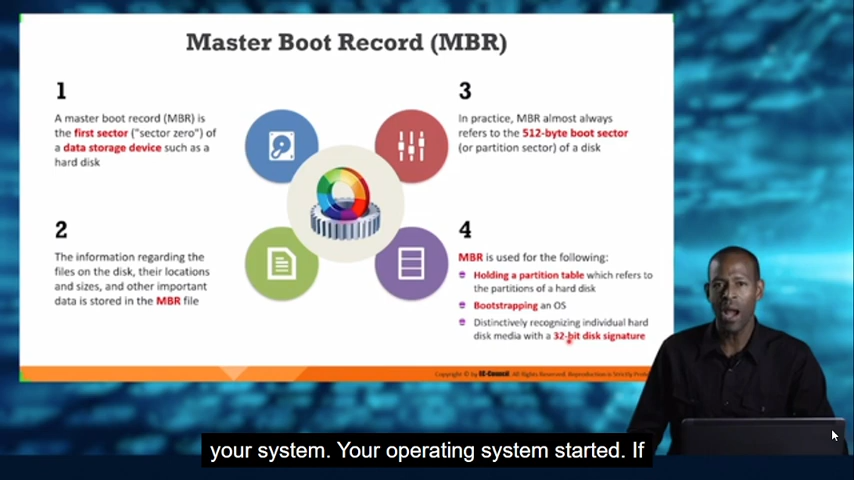 Master Boot Record (MBR)
1
A master boot record (MBR) is
the first sector ("sector zero") of
a data storage device such as a
hard disk
2
The information regarding the
files on the disk, their locations
and sizes, and other important
data is stored in the MBR file
3
In practice, MBR almost always
refers to the 512-byte boot sector
(or partition sector) of a disk
4
MBR is used for the following:
Holding a partition table which refers to
the partitions of a hard disk
Bootstrapping an OS
Distinctively recognizing individual hard
disk media with a 32-bit disk signature
Copyright © by EC-Council. All Rights Reserved. Reproduction is Strictly
your system. Your operating system started. If